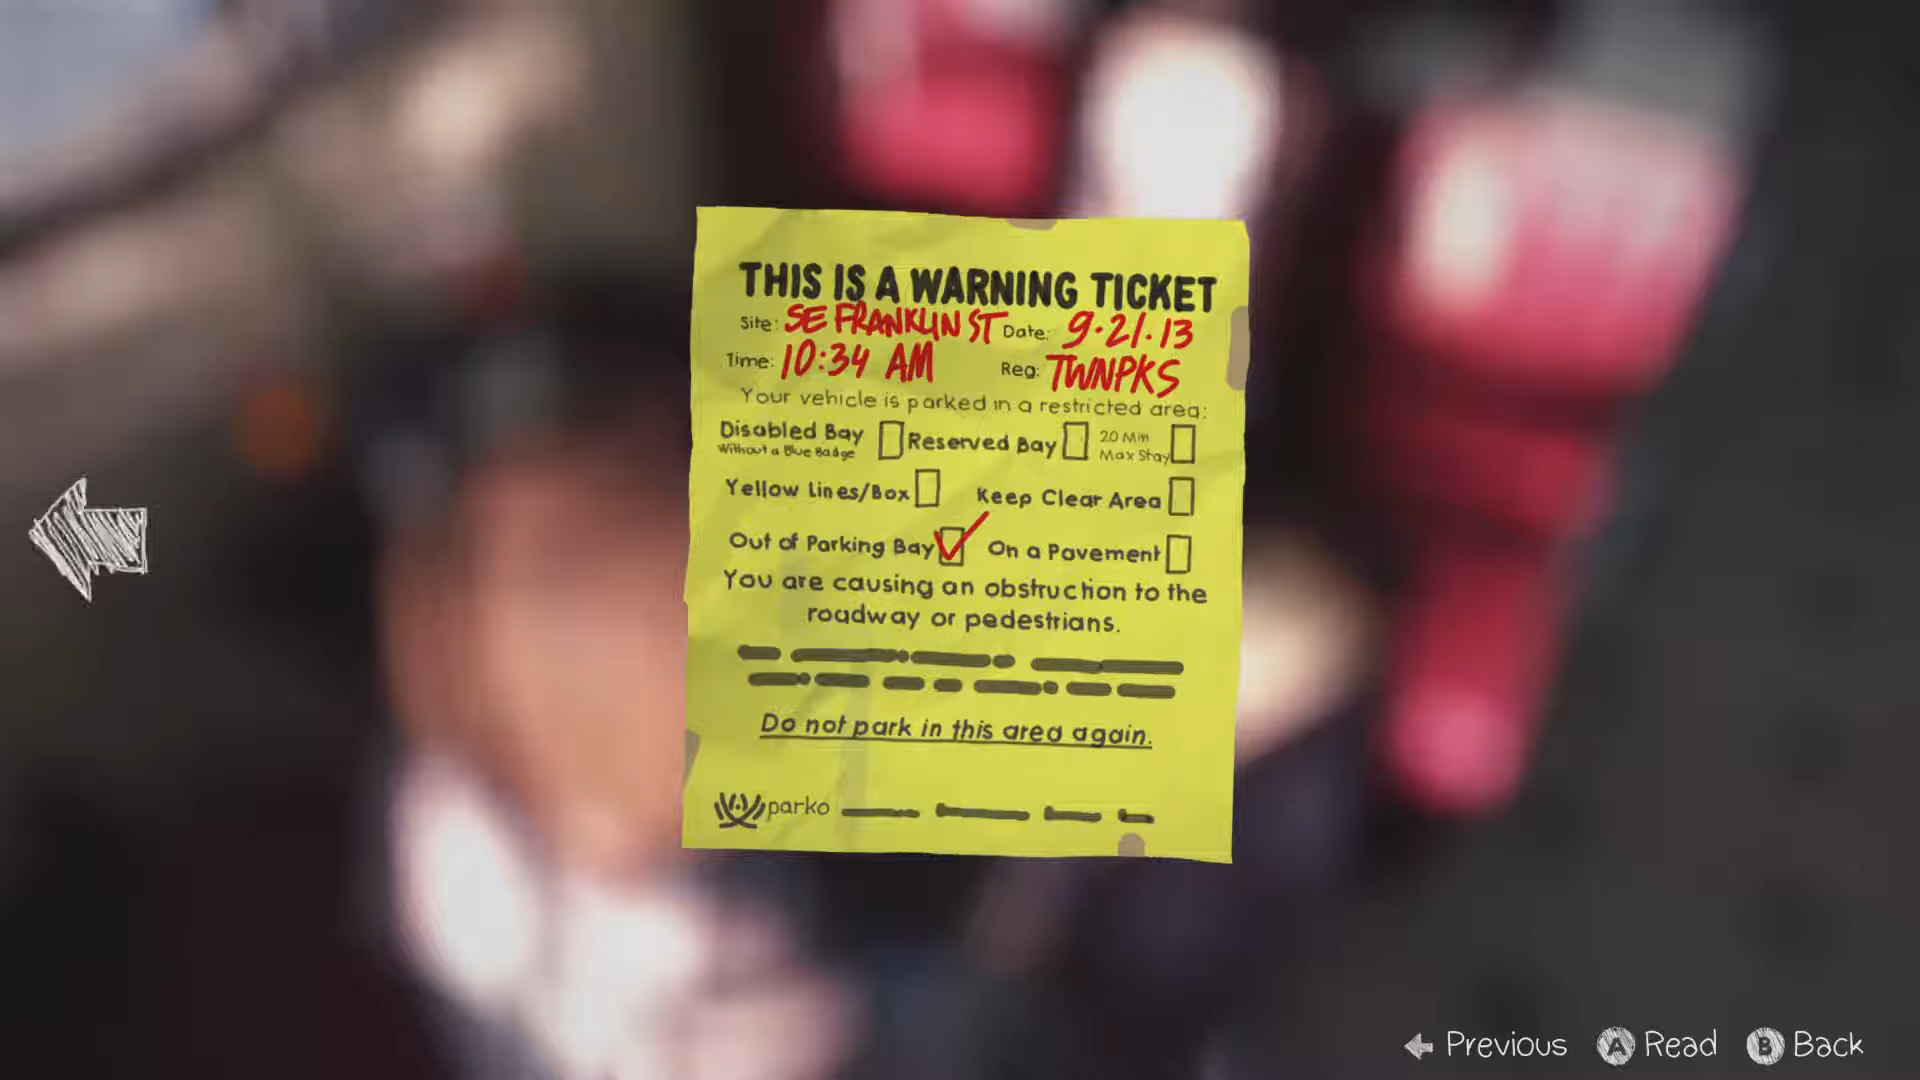 THIS IS A WARNING TICKET
Site: SE FRANKLIN ST Date: 9.21.13
Time: 10:34 AM Reg: TWNPKS
Your vehicle is parked in a restricted area:
Disabled Bay Reserved Bay 20 Min
Without a Blue Badge Max Stay
Yellow Lines/Box Keep Clear Area
Out of Parking Bay On a Pavement
You are causing an obstruction to the
roadway or pedestrians.
Do not park in this area again.
parko
Previous A Read B Back